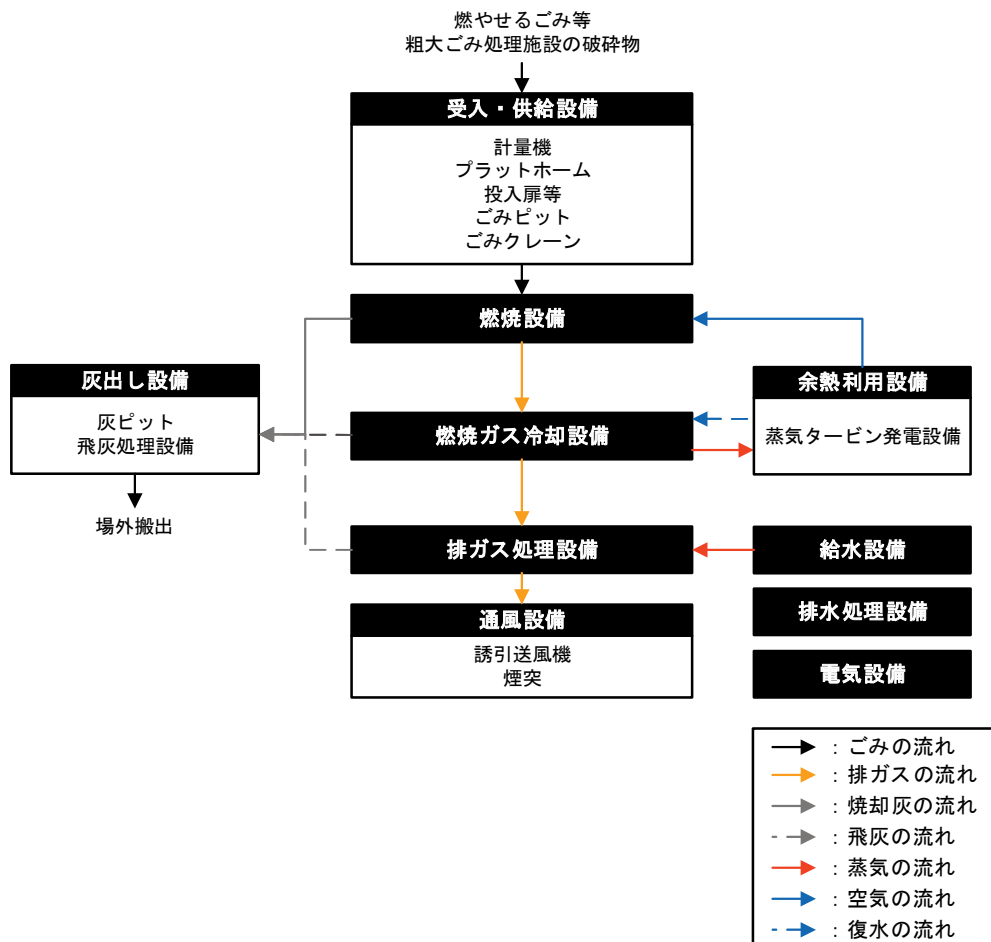 燃やせるごみ等
粗大ごみ処理施設の破砕物
受入・供給設備
計量機
プラットホーム
投入扉等
ごみピット
ごみクレーン
燃焼設備
灰出し設備
灰ピット
飛灰処理設備
場外搬出
余熱利用設備
蒸気タービン発電設備
燃焼ガス冷却設備
排ガス処理設備
給水設備
通風設備
誘引送風機
煙突
排水処理設備
電気設備
：ごみの流れ
：排ガスの流れ
：焼却灰の流れ
：飛灰の流れ
：蒸気の流れ
：空気の流れ
：復水の流れ